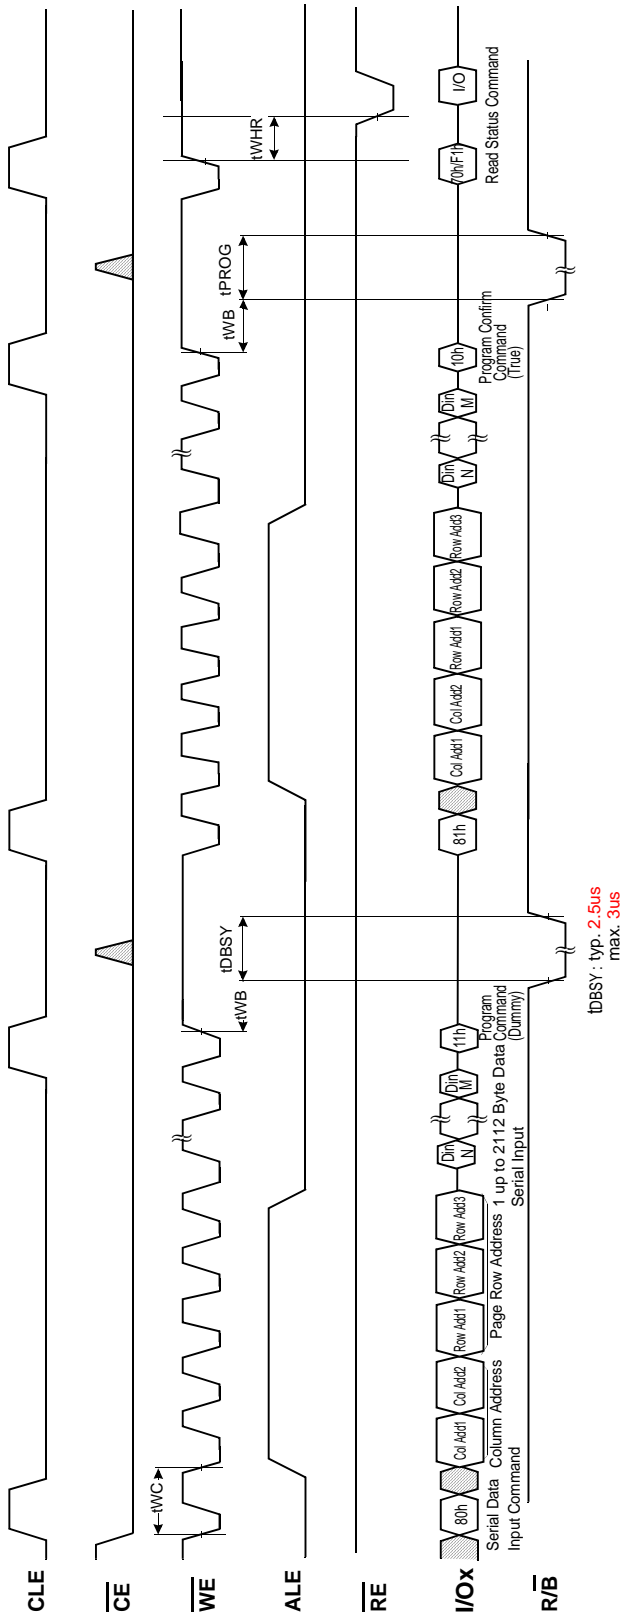 CLE
CE
WE
tWC
tWB
tDBSY
tWB
tPROG
tWHR
ALE
RE
I/Ox
80h
Col Add1
Col Add2
Row Add1
Row Add2
Row Add3
Din
N
Din
M
11h
81h
Col Add1
Col Add2
Row Add1
Row Add2
Row Add3
Din
N
Din
M
10h
70h/F1h
I/O
Serial Data
Input Command
Column Address
Page Row Address
1 up to 2112 Byte Data
Serial Input
Program
Command
(Dummy)
Program Confirm
Command
(True)
Read Status Command
R/B
tDBSY : typ. 2.5us
max. 3us